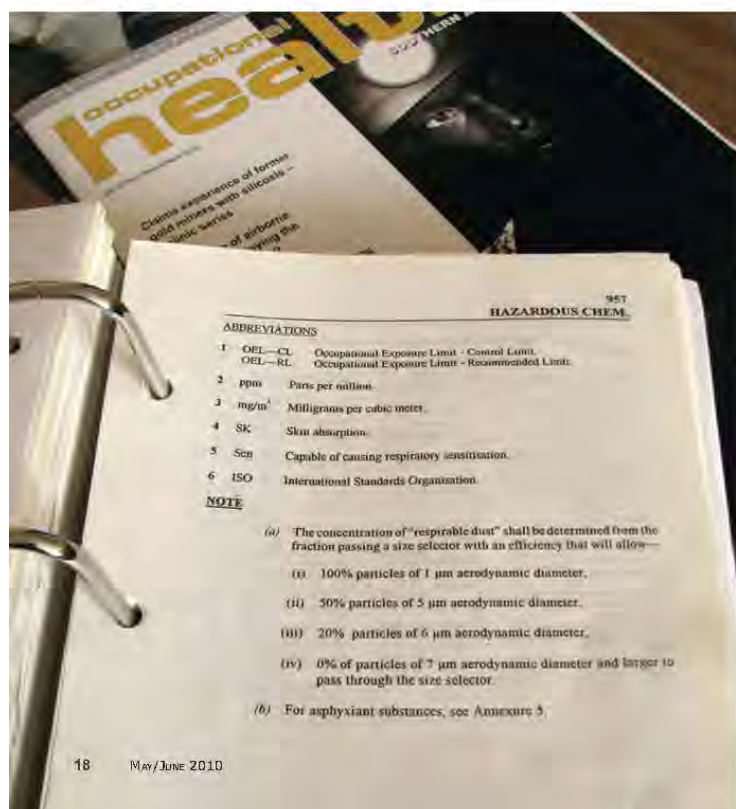 occupational
health
SOUTHERN A
Claims experience of former
gold miners with silicosis –
clinic series
of airborne
ying the
957
HAZARDOUS CHEM.
ABBREVIATIONS
1 OEL—CL Occupational Exposure Limit - Control Limit.
OEL—RL Occupational Exposure Limit - Recommended Limit.
2 ppm Parts per million.
3 mg/m³ Milligrams per cubic meter.
4 SK Skin absorption.
5 Sen Capable of causing respiratory sensitisation.
6 ISO International Standards Organisation.
NOTE
(a) The concentration of "respirable dust" shall be determined from the
fraction passing a size selector with an efficiency that will allow—
(i) 100% particles of 1 µm aerodynamic diameter,
(ii) 50% particles of 5 µm aerodynamic diameter,
(iii) 20% particles of 6 µm aerodynamic diameter,
(iv) 0% of particles of 7 µm aerodynamic diameter and larger to
pass through the size selector.
(b) For asphyxiant substances, see Annexure 5.
18 MAY/JUNE 2010